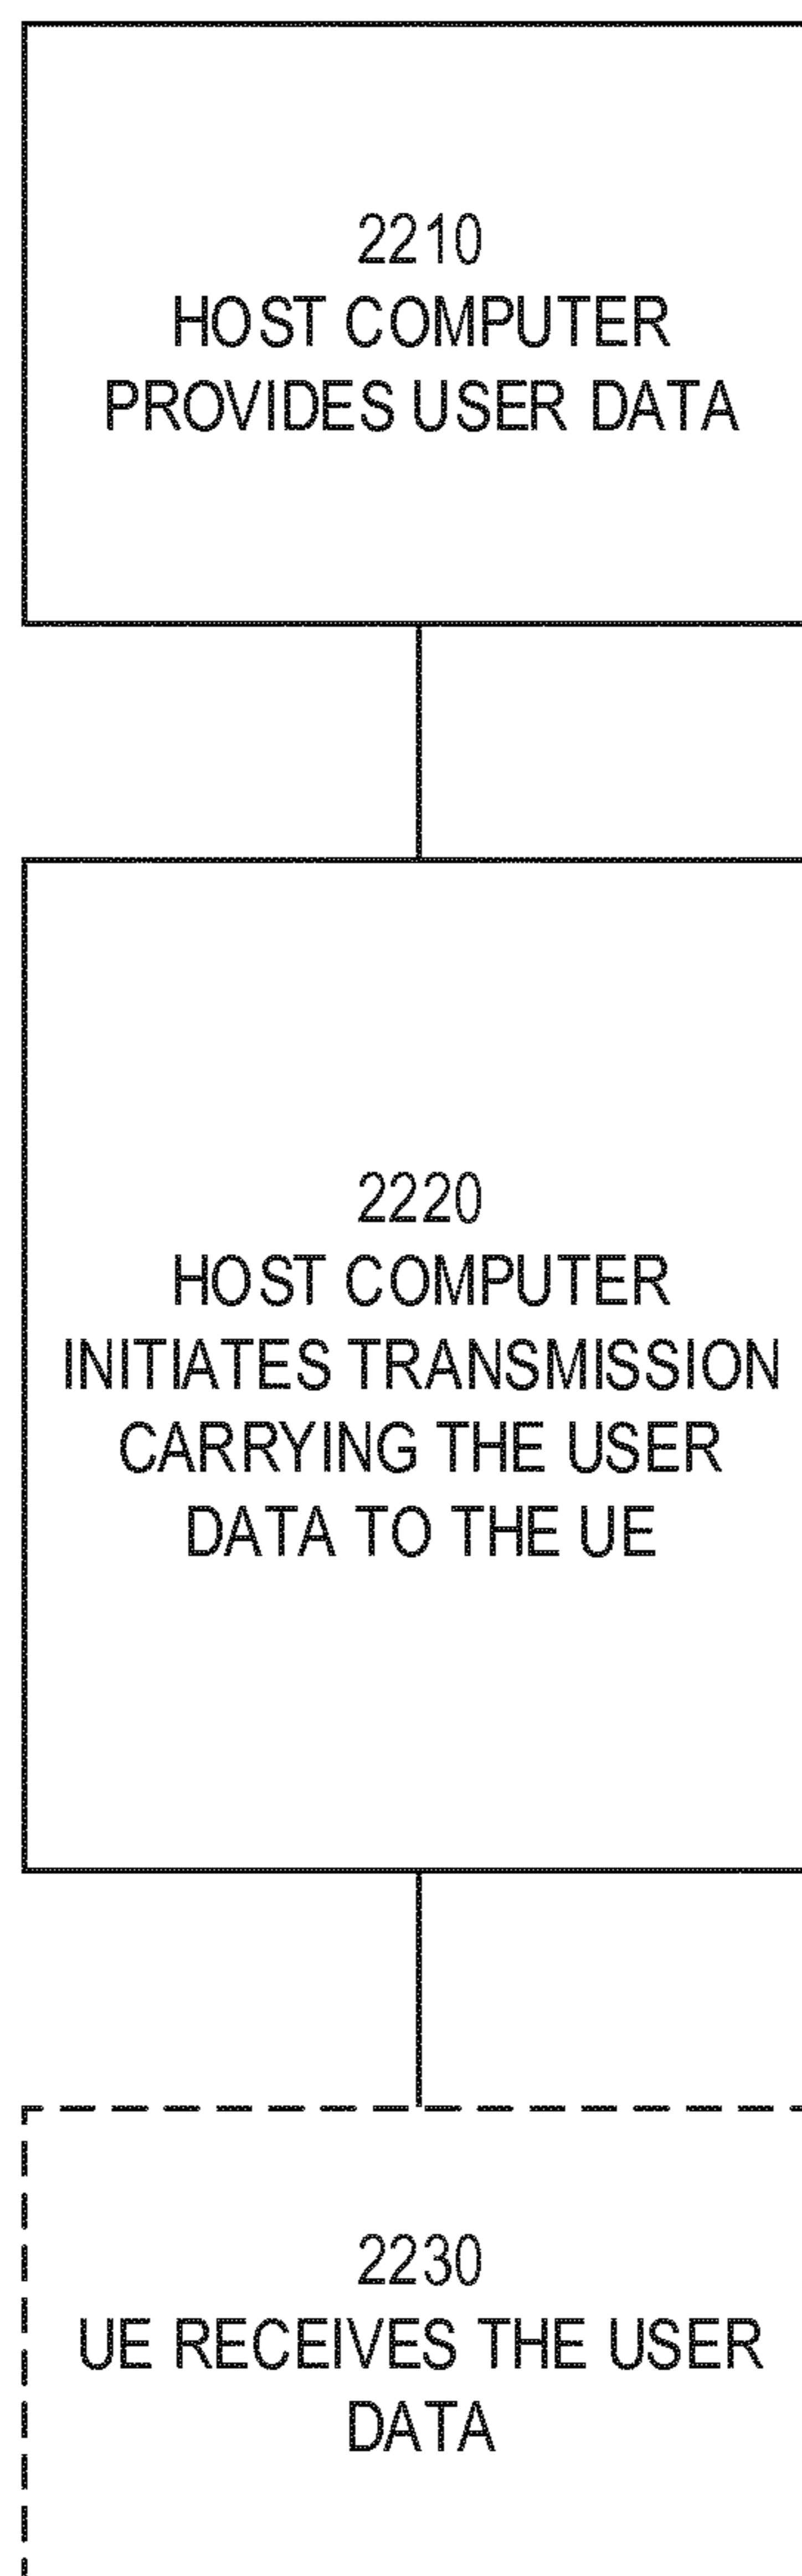 2210
HOST COMPUTER
PROVIDES USER DATA
2220
HOST COMPUTER
INITIATES TRANSMISSION
CARRYING THE USER
DATA TO THE UE
2230
UE RECEIVES THE USER
DATA